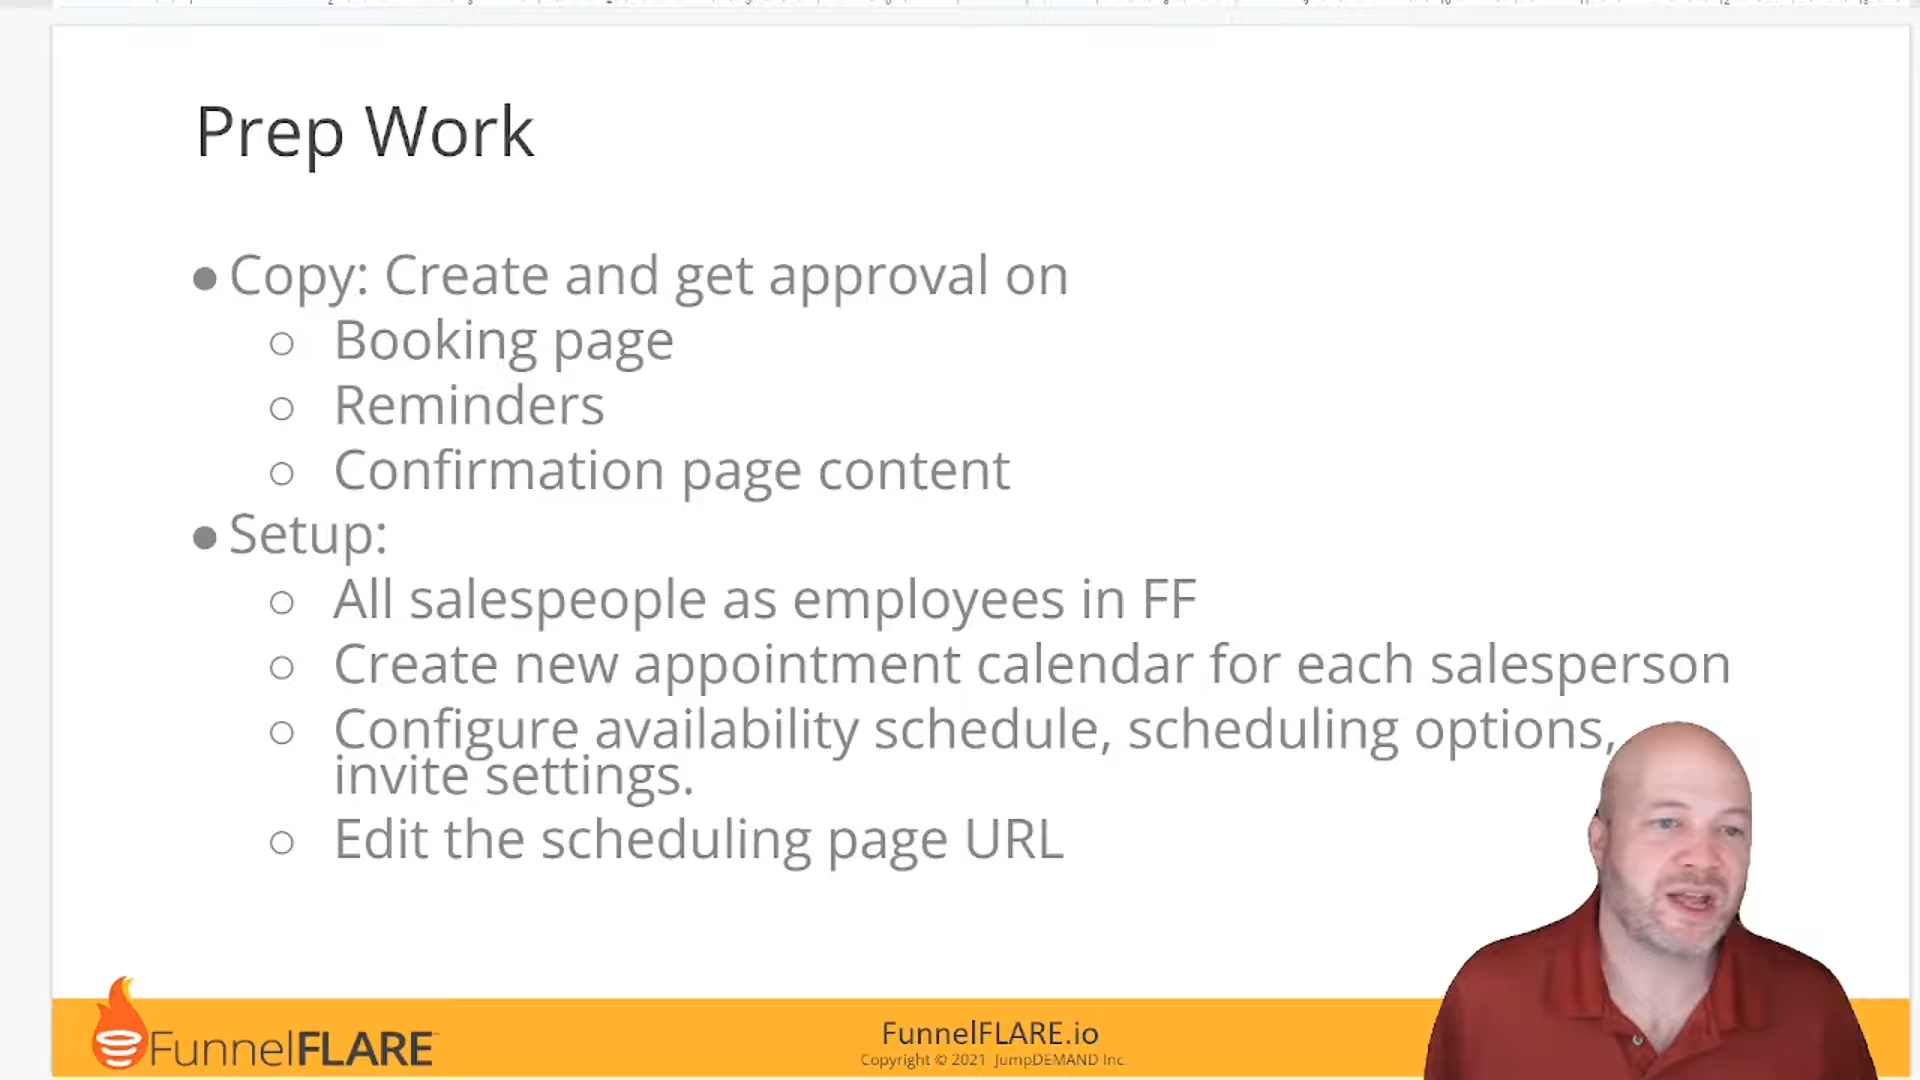 Prep Work
● Copy: Create and get approval on
○ Booking page
○ Reminders
○ Confirmation page content
● Setup:
○ All salespeople as employees in FF
○ Create new appointment calendar for each salesperson
○ Configure availability schedule, scheduling options,
invite settings.
○ Edit the scheduling page URL
FunnelFLARE
FunnelFLARE.io
Copyright © 2021 JumpDEMAND Inc.